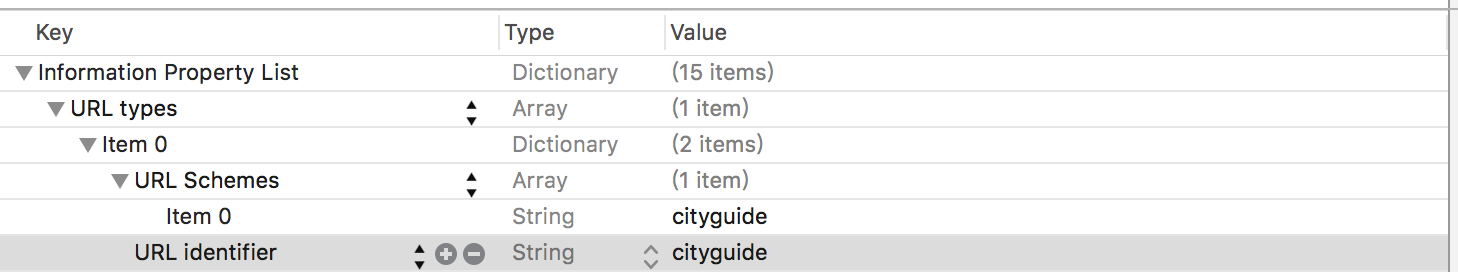 Key Type Value
Information Property List Dictionary (15 items)
URL types Array (1 item)
Item 0 Dictionary (2 items)
URL Schemes Array (1 item)
Item 0 String cityguide
URL identifier String cityguide